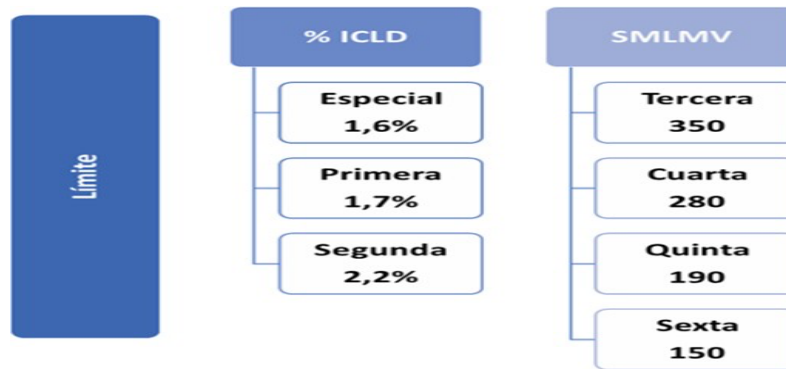 Límite
% ICLD
Especial
1,6%
Primera
1,7%
Segunda
2,2%
SMLMV
Tercera
350
Cuarta
280
Quinta
190
Sexta
150